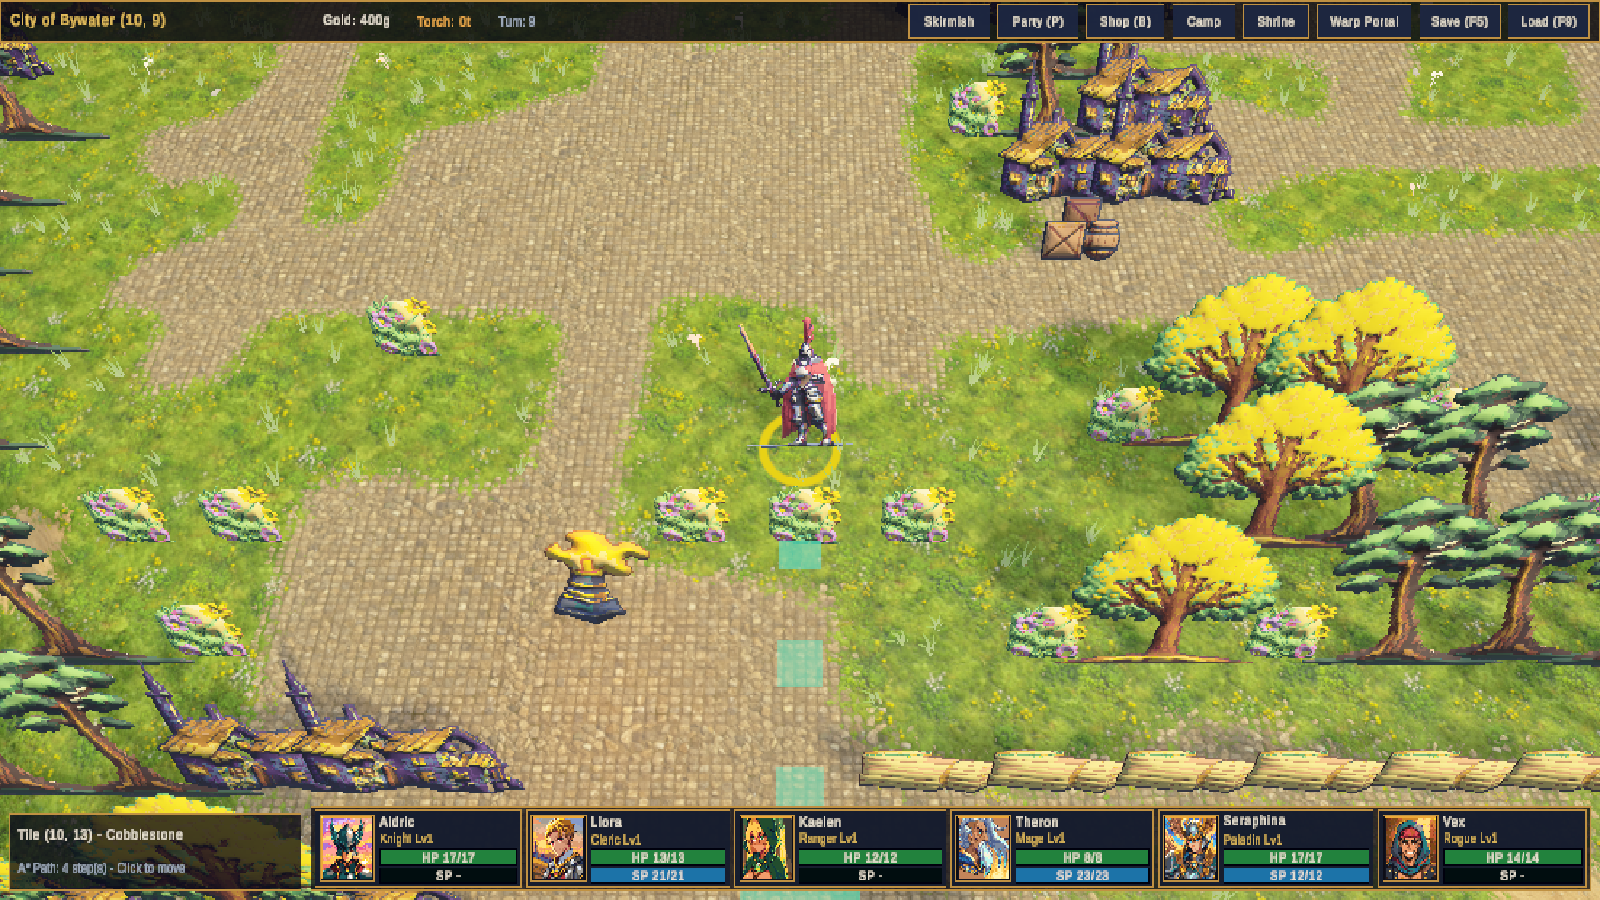 City of Bywater (10, 9)
Gold: 400g
Torch: 0t
Turn: 9
Skirmish
Party (P)
Shop (B)
Camp
Shrine
Warp Portal
Save (F5)
Load (F9)
Tile (10, 13) - Cobblestone
A* Path: 4 step(s) - Click to move
Aldric
Knight Lv1
HP 17/17
SP -
Liora
Cleric Lv1
HP 13/13
SP 21/21
Kaelen
Ranger Lv1
HP 12/12
SP -
Theron
Mage Lv1
HP 8/8
SP 23/23
Seraphina
Paladin Lv1
HP 17/17
SP 12/12
Vex
Rogue Lv1
HP 14/14
SP -